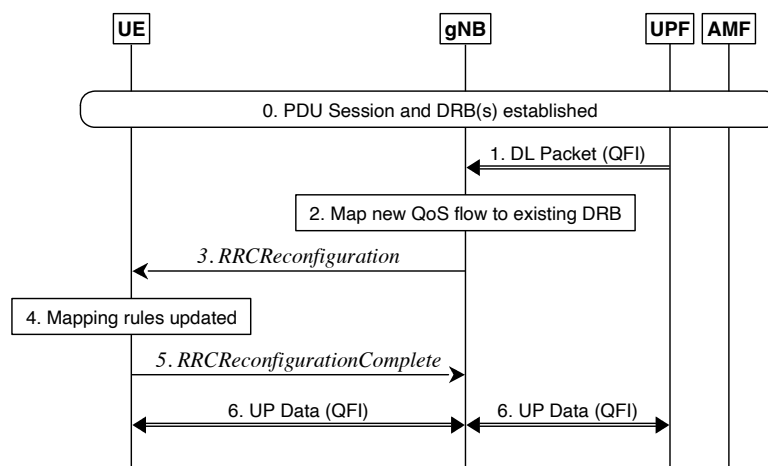 UE gNB UPF AMF
0. PDU Session and DRB(s) established
1. DL Packet (QFI)
2. Map new QoS flow to existing DRB
3. RRCReconfiguration
4. Mapping rules updated
5. RRCReconfigurationComplete
6. UP Data (QFI) 6. UP Data (QFI)